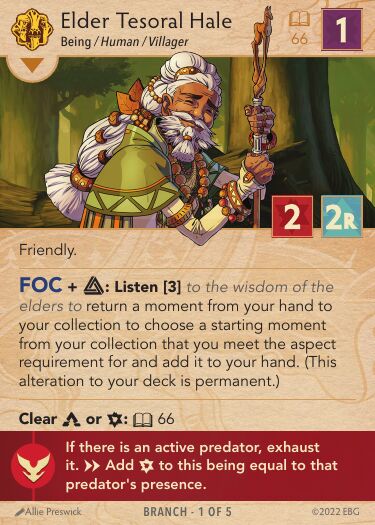 Elder Tesoral Hale
66
1
Being / Human / Villager
2
2R
Friendly.
FOC + : Listen [3] to the wisdom of the
elders to return a moment from your hand to
your collection to choose a starting moment
from your collection that you meet the aspect
requirement for and add it to your hand. (This
alteration to your deck is permanent.)
Clear or : 66
If there is an active predator, exhaust
it. Add to this being equal to that
predator's presence.
Allie Preswick
BRANCH - 1 OF 5
©2022 EBG